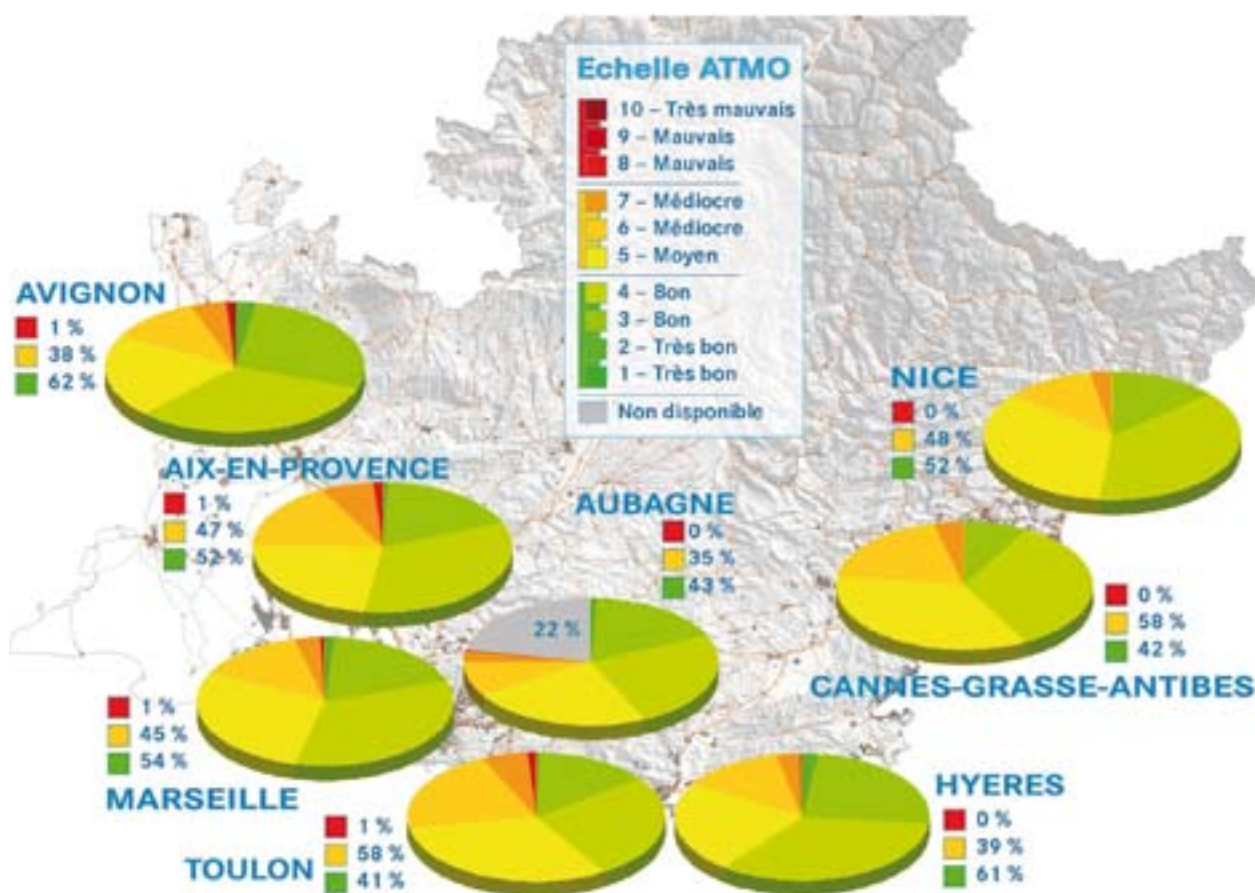 Echelle ATMO
10 – Très mauvais
9 – Mauvais
8 – Mauvais
7 – Médiocre
6 – Médiocre
5 – Moyen
4 – Bon
3 – Bon
2 – Très bon
1 – Très bon
Non disponible
AVIGNON
1 %
38 %
62 %
NICE
0 %
48 %
52 %
AIX-EN-PROVENCE
1 %
47 %
52 %
AUBAGNE
0 %
35 %
43 %
22 %
0 %
58 %
42 %
CANNES-GRASSE-ANTIBES
1 %
45 %
54 %
MARSEILLE
HYERES
0 %
39 %
61 %
1 %
58 %
41 %
TOULON